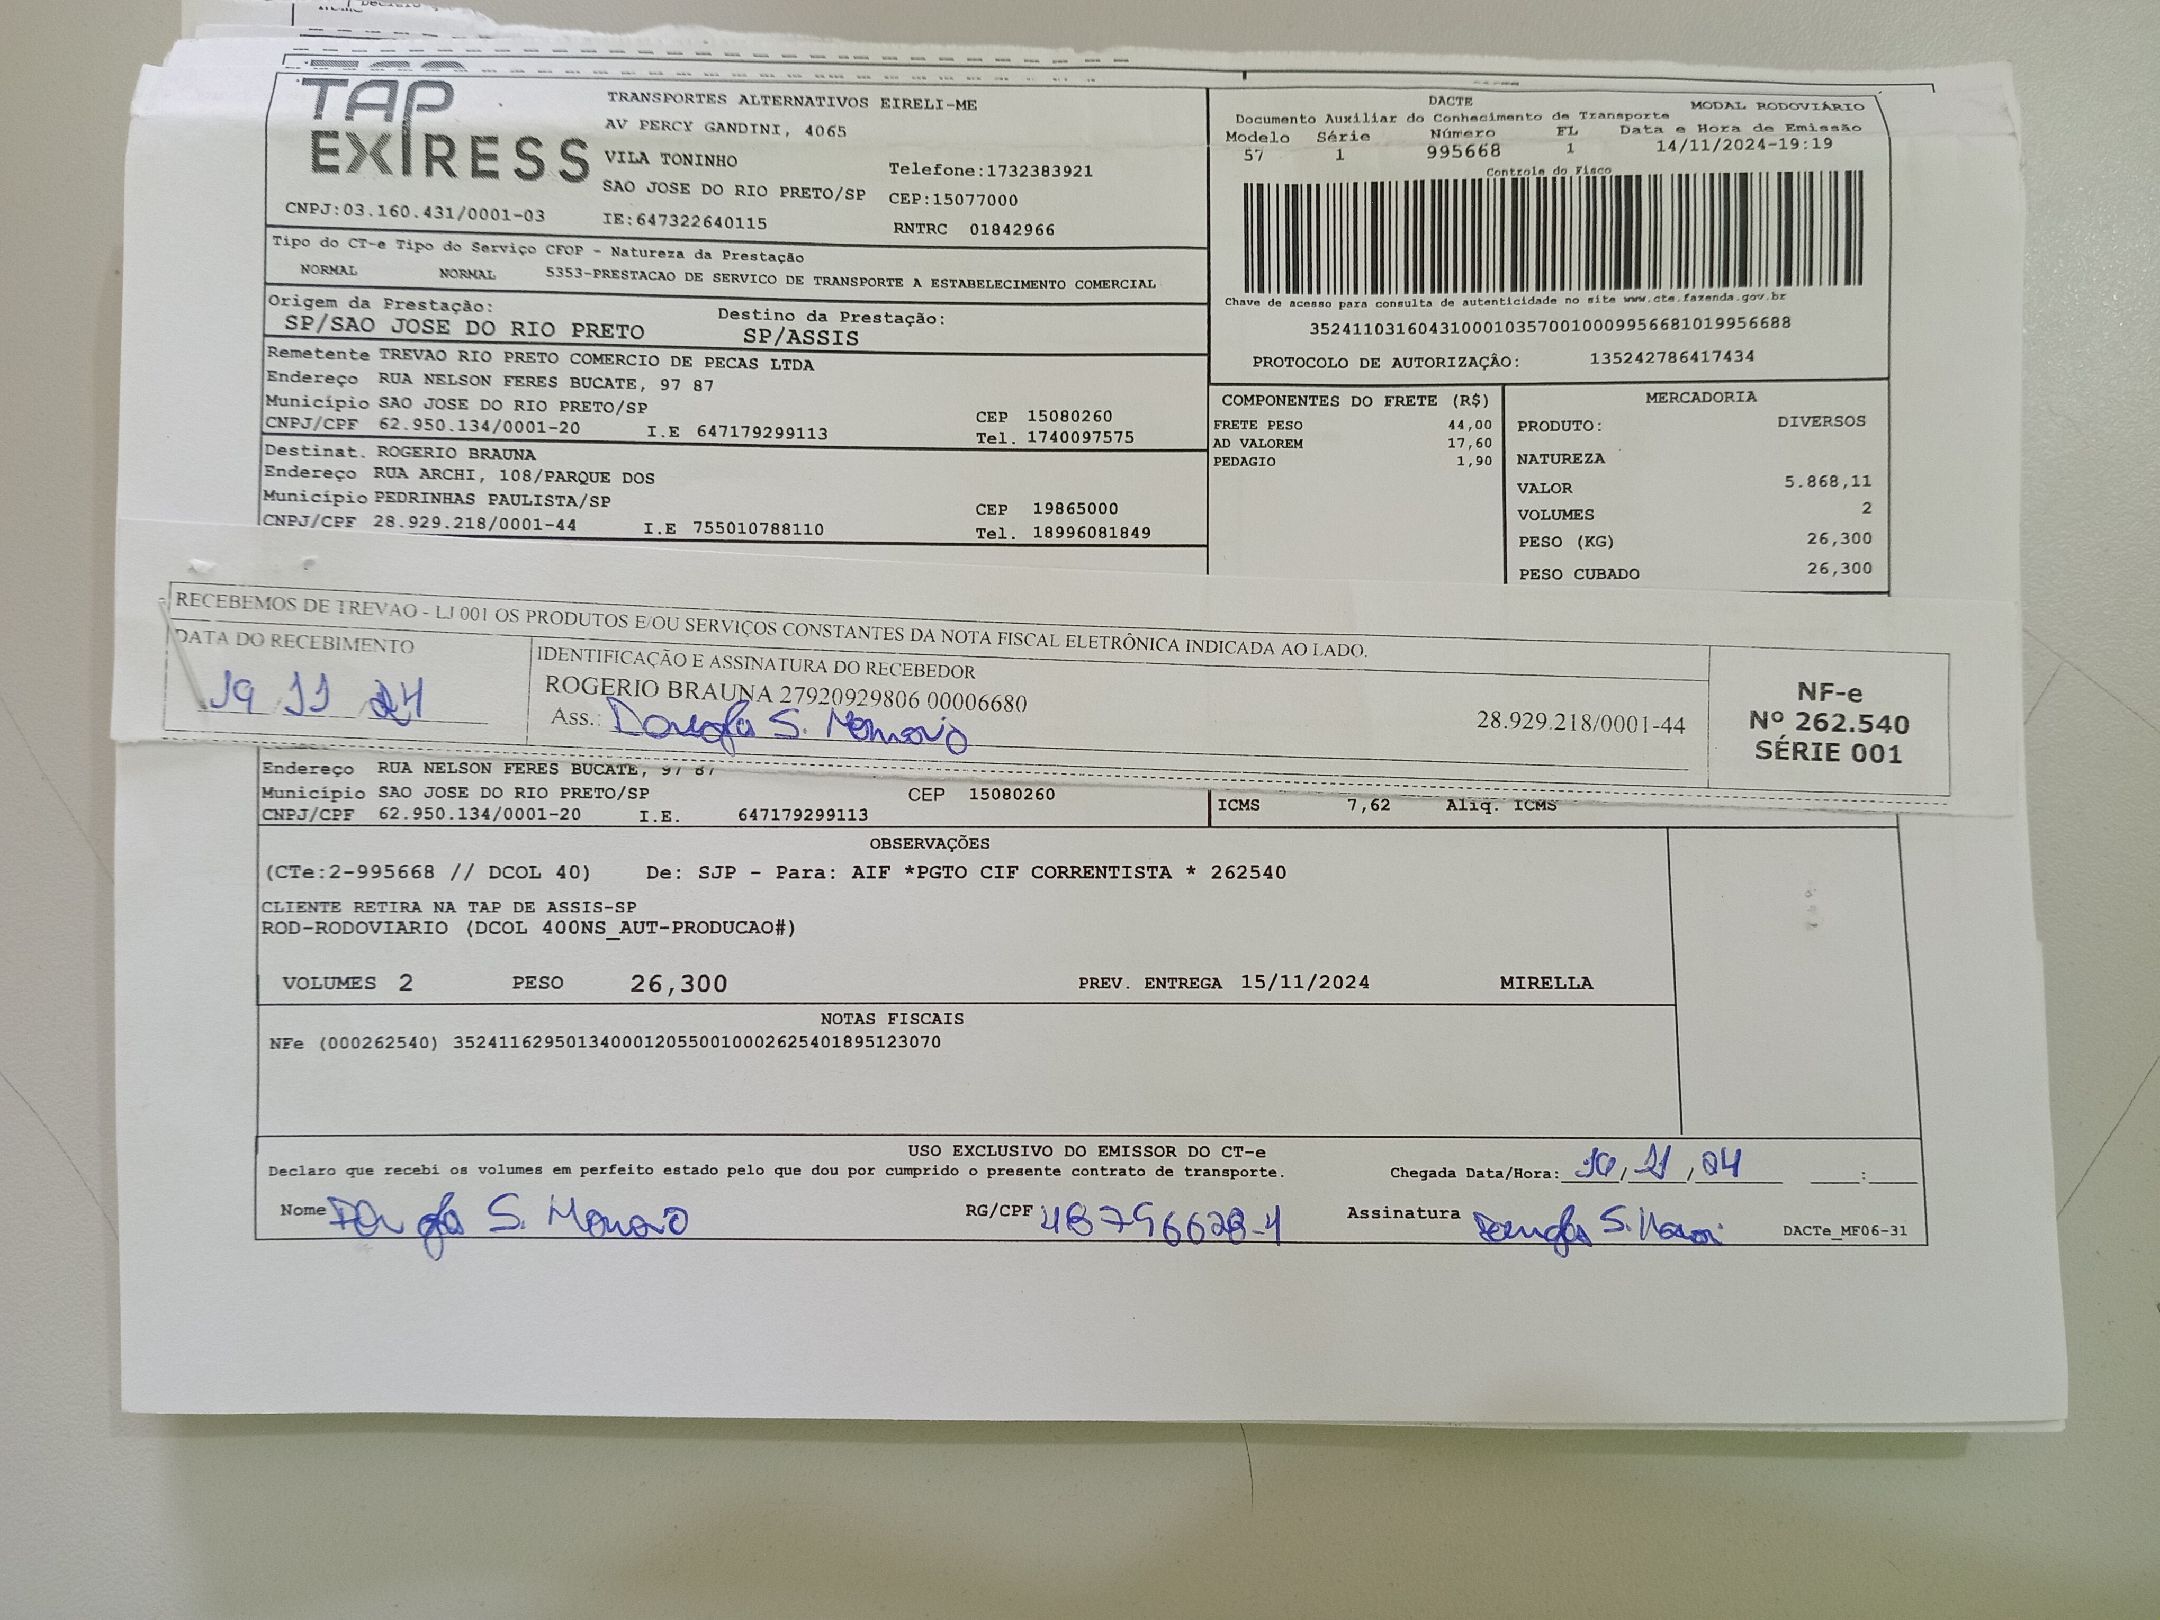 TAP
EXPRESS
TRANSPORTES ALTERNATIVOS EIRELI-ME
AV PERCY GANDINI, 4065
VILA TONINHO
Telefone:1732383921
SAO JOSE DO RIO PRETO/SP CEP:15077000
CNPJ:03.160.431/0001-03 IE:647322640115 RNTRC 01842966
DACTE MODAL RODOVIÁRIO
Documento Auxiliar do Conhecimento de Transporte
Modelo Série Número FL Data e Hora de Emissão
57 1 995668 1 14/11/2024-19:19
Controle do Fisco
Chave de acesso para consulta de autenticidade no site www.cte.fazenda.gov.br
35241103160431000103570010009956681019956688
PROTOCOLO DE AUTORIZAÇÃO: 135242786417434
Tipo do CT-e Tipo do Serviço CFOP - Natureza da Prestação
NORMAL NORMAL 5353-PRESTACAO DE SERVICO DE TRANSPORTE A ESTABELECIMENTO COMERCIAL
Origem da Prestação: Destino da Prestação:
SP/SAO JOSE DO RIO PRETO SP/ASSIS
Remetente TREVAO RIO PRETO COMERCIO DE PECAS LTDA
Endereço RUA NELSON FERES BUCATE, 97 87
Município SAO JOSE DO RIO PRETO/SP CEP 15080260
CNPJ/CPF 62.950.134/0001-20 I.E 647179299113 Tel. 1740097575
Destinat. ROGERIO BRAUNA
Endereço RUA ARCHI, 108/PARQUE DOS
Município PEDRINHAS PAULISTA/SP CEP 19865000
CNPJ/CPF 28.929.218/0001-44 I.E 755010788110 Tel. 18996081849
COMPONENTES DO FRETE (R$)
FRETE PESO 44,00
AD VALOREM 17,60
PEDAGIO 1,90
MERCADORIA
PRODUTO: DIVERSOS
NATUREZA
VALOR 5.868,11
VOLUMES 2
PESO (KG) 26,300
PESO CUBADO 26,300
RECEBEMOS DE TREVAO - LJ 001 OS PRODUTOS E/OU SERVIÇOS CONSTANTES DA NOTA FISCAL ELETRÔNICA INDICADA AO LADO.
DATA DO RECEBIMENTO
19 11 24
IDENTIFICAÇÃO E ASSINATURA DO RECEBEDOR
ROGERIO BRAUNA 27920929806 00006680
Ass.: 28.929.218/0001-44
NF-e
Nº 262.540
SÉRIE 001
Endereço RUA NELSON FERES BUCATE, 97 87
Município SAO JOSE DO RIO PRETO/SP CEP 15080260
CNPJ/CPF 62.950.134/0001-20 I.E. 647179299113
ICMS 7,62 Aliq. ICMS
OBSERVAÇÕES
(CTe:2-995668 // DCOL 40) De: SJP - Para: AIF *PGTO CIF CORRENTISTA * 262540
CLIENTE RETIRA NA TAP DE ASSIS-SP
ROD-RODOVIARIO (DCOL 400NS_AUT-PRODUCAO#)
VOLUMES 2 PESO 26,300 PREV. ENTREGA 15/11/2024 MIRELLA
NOTAS FISCAIS
NFe (000262540) 35241162950134000120550010002625401895123070
USO EXCLUSIVO DO EMISSOR DO CT-e
Declaro que recebi os volumes em perfeito estado pelo que dou por cumprido o presente contrato de transporte. Chegada Data/Hora:
Nome RG/CPF Assinatura DACTe_MF06-31